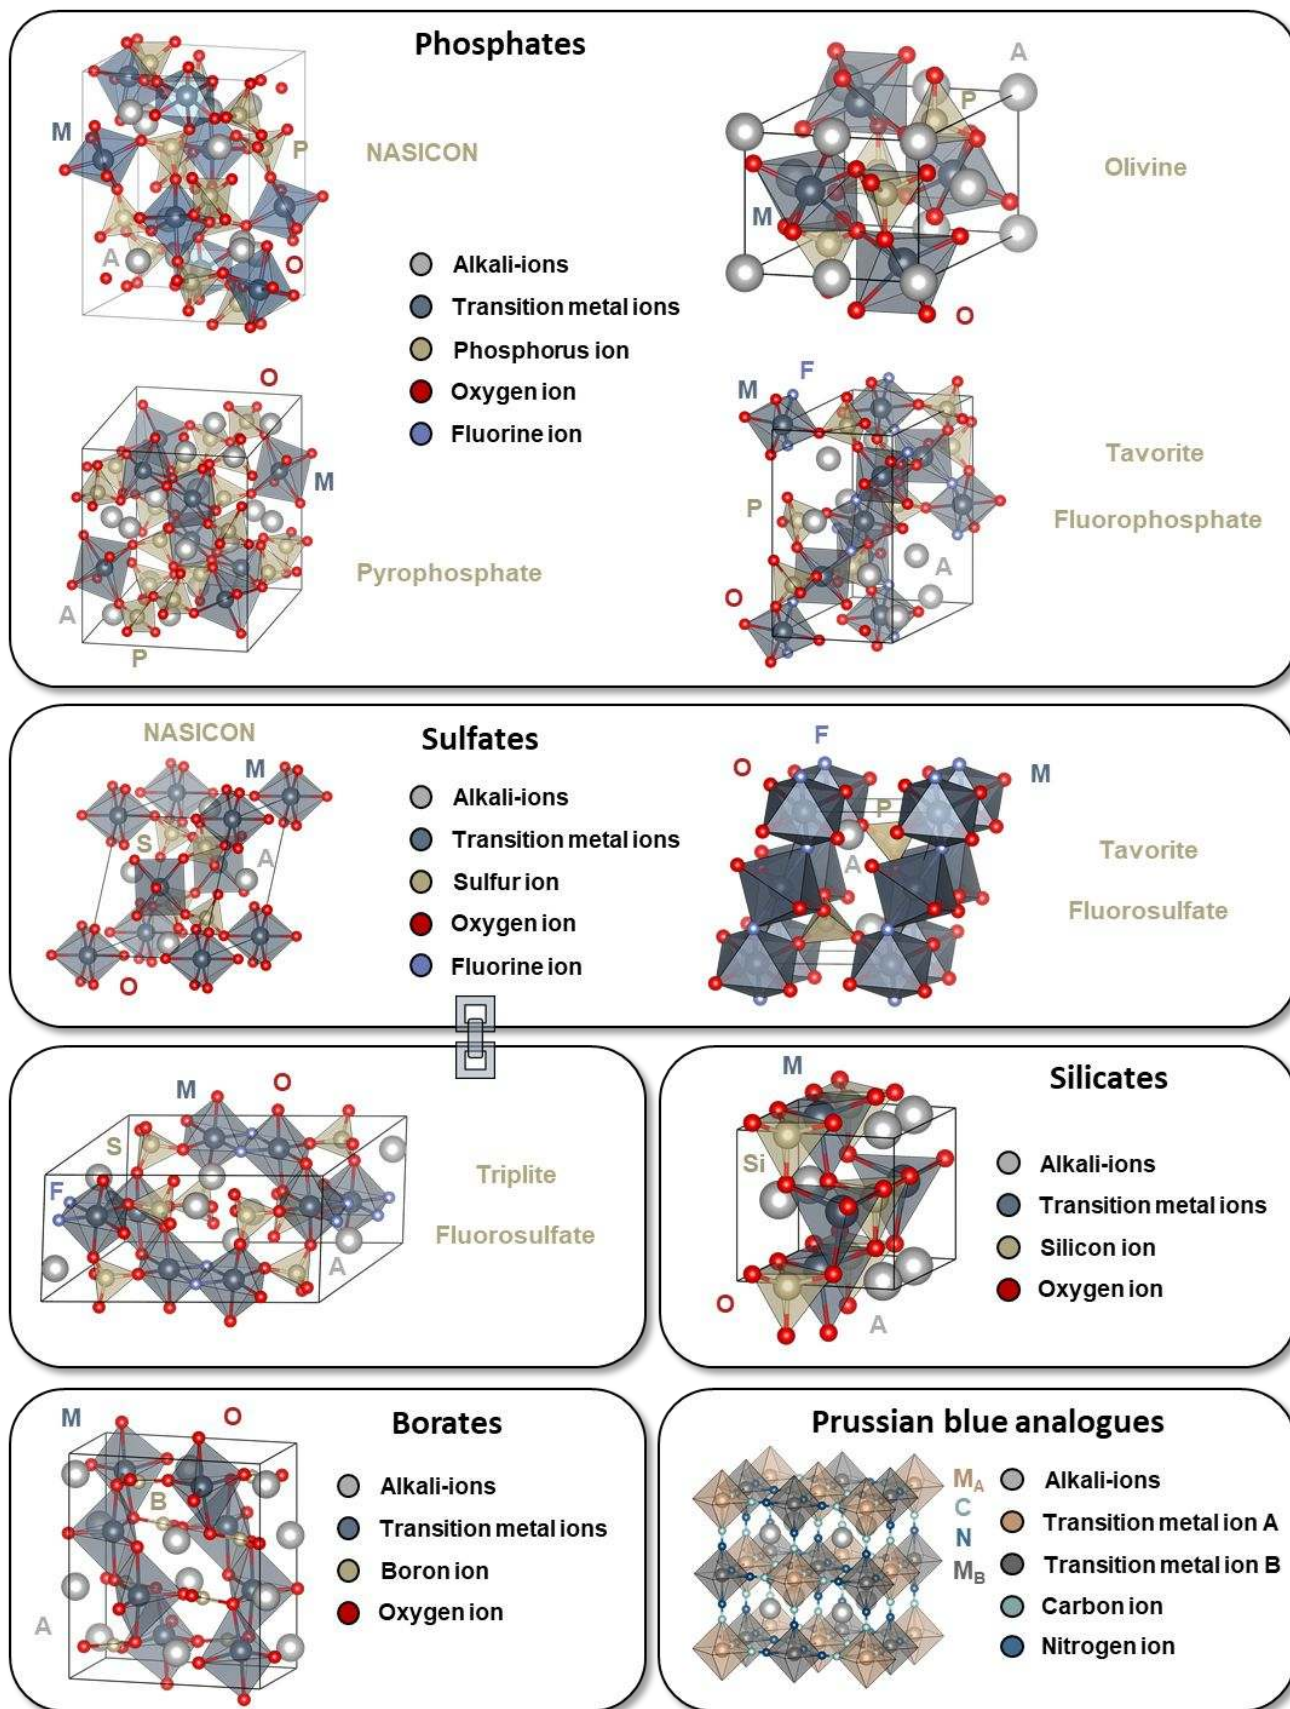 Phosphates
NASICON
M
P
A
O
A
P
M
O
Olivine
Alkali-ions
Transition metal ions
Phosphorus ion
Oxygen ion
Fluorine ion
O
M
A
P
Pyrophosphate
F
M
P
A
O
Tavorite
Fluorophosphate
Sulfates
NASICON
M
S
A
O
Alkali-ions
Transition metal ions
Sulfur ion
Oxygen ion
Fluorine ion
F
O
M
P
A
Tavorite
Fluorosulfate
M
O
S
F
A
Triplite
Fluorosulfate
Silicates
M
Si
O
A
Alkali-ions
Transition metal ions
Silicon ion
Oxygen ion
Borates
M
O
B
A
Alkali-ions
Transition metal ions
Boron ion
Oxygen ion
Prussian blue analogues
MA
C
N
MB
Alkali-ions
Transition metal ion A
Transition metal ion B
Carbon ion
Nitrogen ion